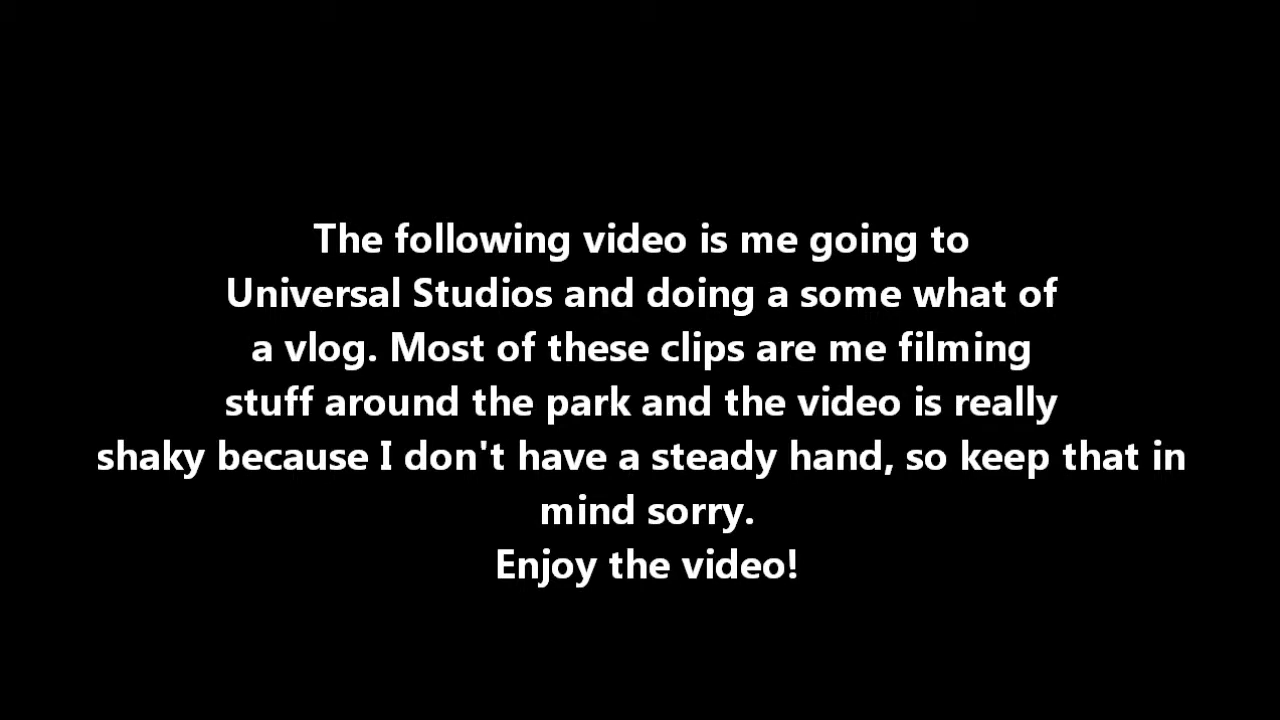 The following video is me going to
Universal Studios and doing a some what of
a vlog. Most of these clips are me filming
stuff around the park and the video is really
shaky because I don't have a steady hand, so keep that in
mind sorry.
Enjoy the video!